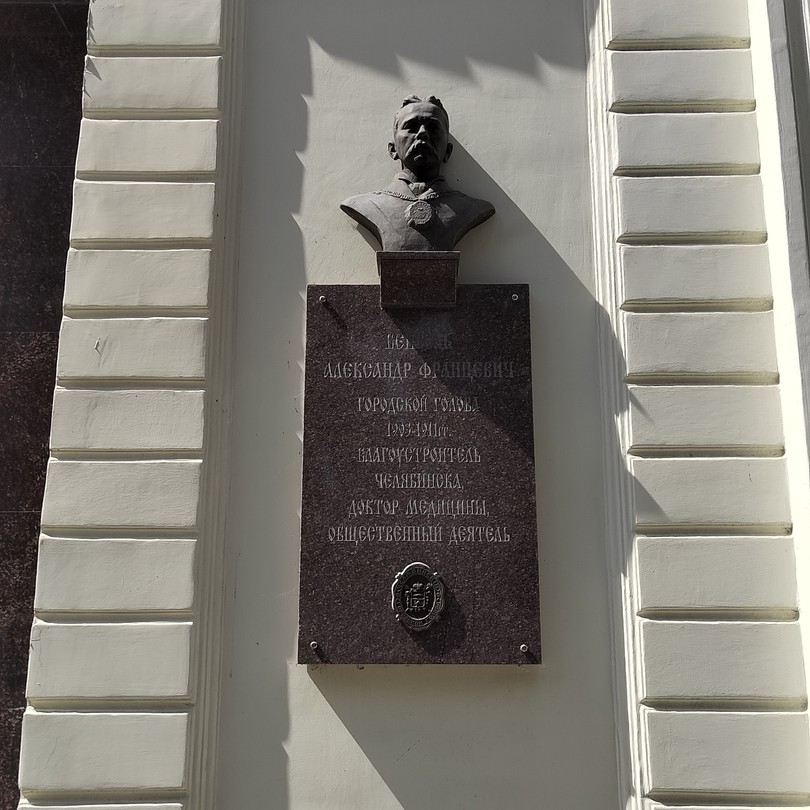 АЛЕКСАНДР ФРАНЦЕВИЧ
ГОРОДСКОЙ ГОЛОВА
1903-1911гг.
БЛАГОУСТРОИТЕЛЬ
ЧЕЛЯБИНСКА,
ДОКТОР МЕДИЦИНЫ,
ОБЩЕСТВЕННЫЙ ДЕЯТЕЛЬ